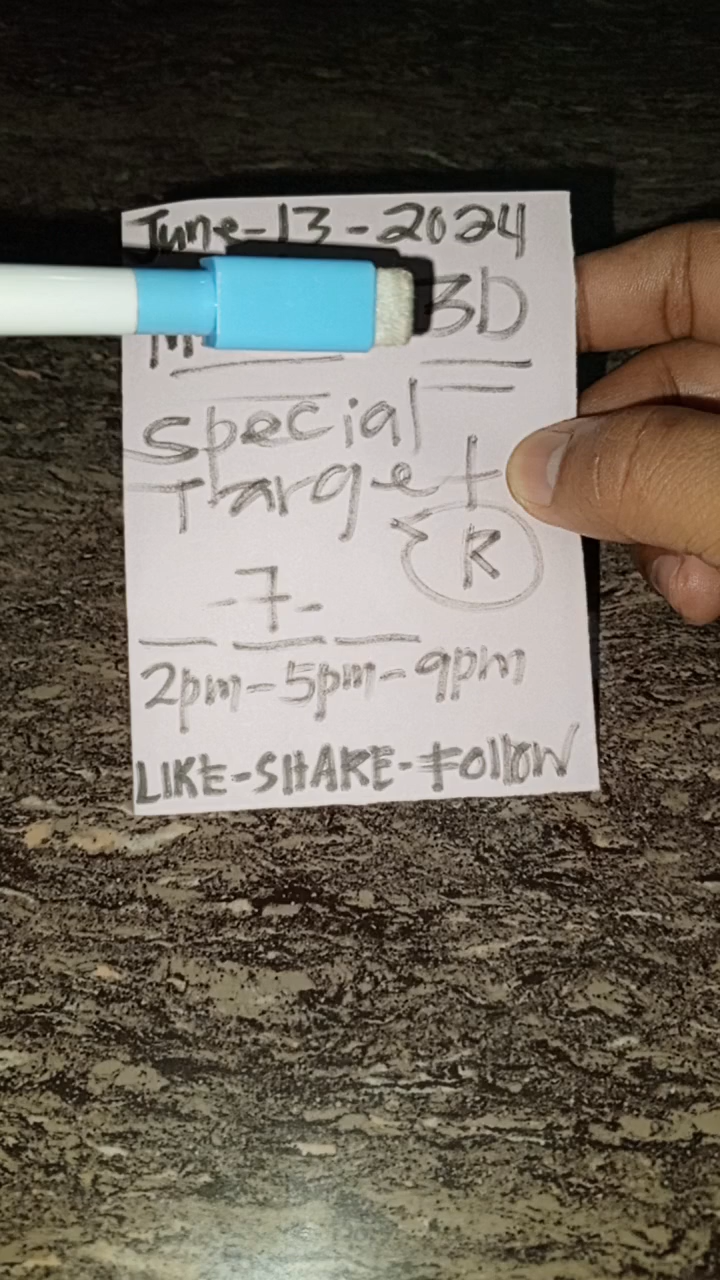 June-13-2024
3D
Special
Target
R
-7-
2pm-5pm-9pm
LIKE-SHARE-Follow